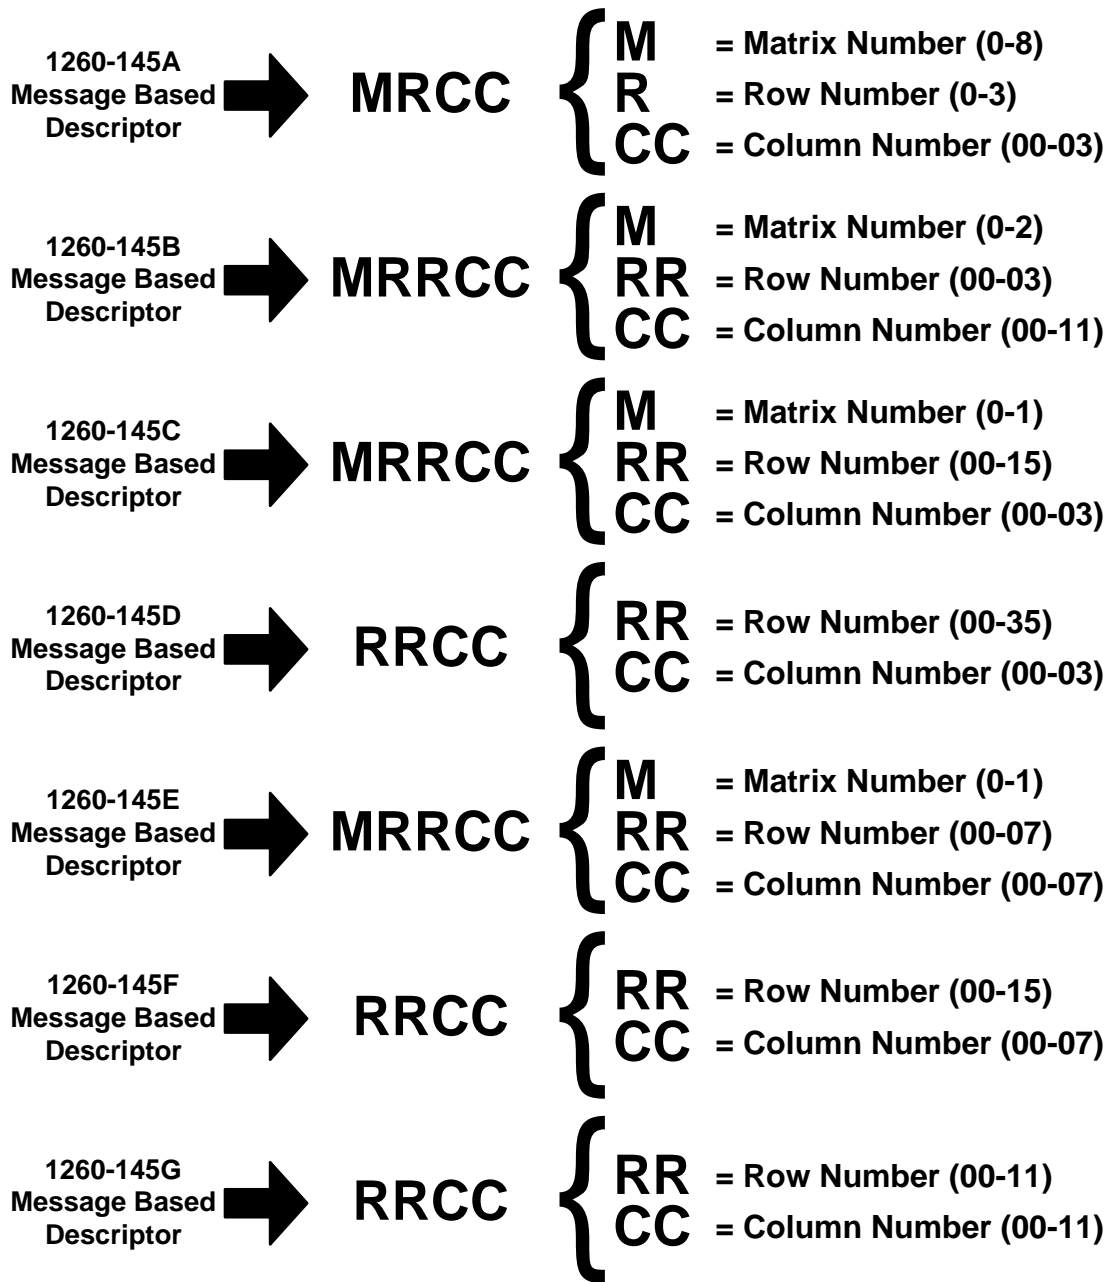 1260-145A
Message Based
Descriptor
MRCC
M = Matrix Number (0-8)
R = Row Number (0-3)
CC = Column Number (00-03)
1260-145B
Message Based
Descriptor
MRRCC
M = Matrix Number (0-2)
RR = Row Number (00-03)
CC = Column Number (00-11)
1260-145C
Message Based
Descriptor
MRRCC
M = Matrix Number (0-1)
RR = Row Number (00-15)
CC = Column Number (00-03)
1260-145D
Message Based
Descriptor
RRCC
RR = Row Number (00-35)
CC = Column Number (00-03)
1260-145E
Message Based
Descriptor
MRRCC
M = Matrix Number (0-1)
RR = Row Number (00-07)
CC = Column Number (00-07)
1260-145F
Message Based
Descriptor
RRCC
RR = Row Number (00-15)
CC = Column Number (00-07)
1260-145G
Message Based
Descriptor
RRCC
RR = Row Number (00-11)
CC = Column Number (00-11)